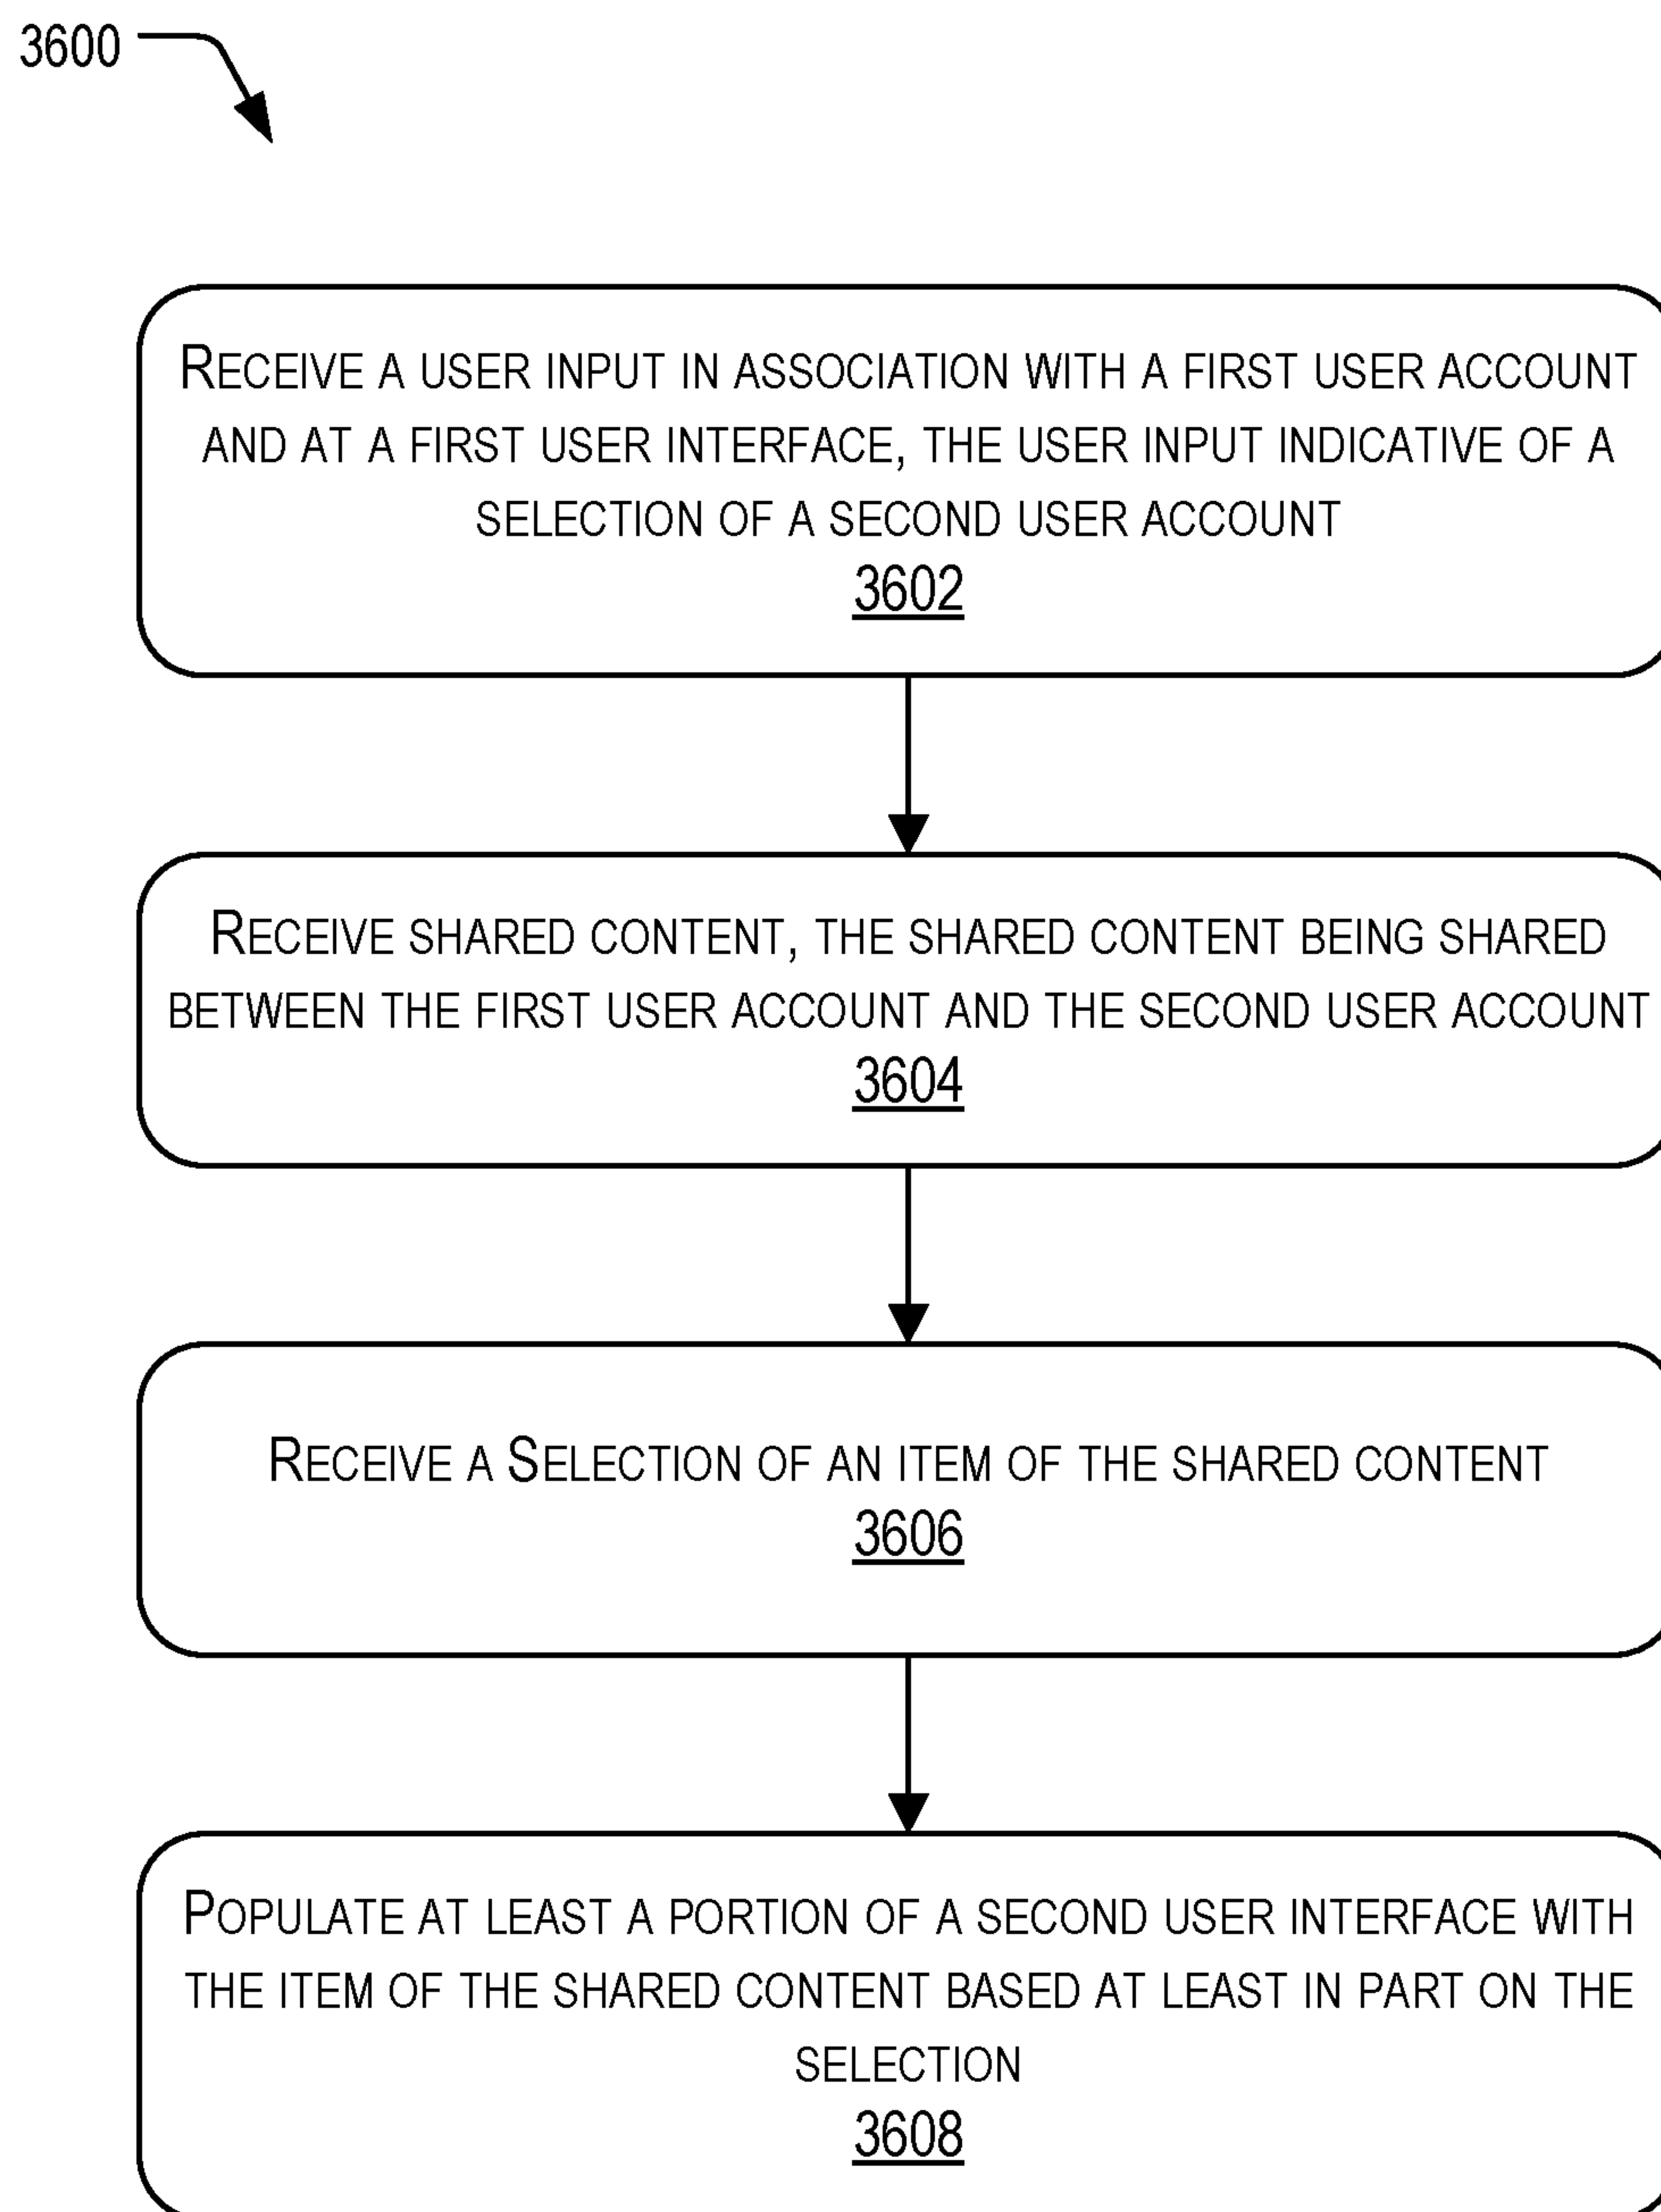 3600
Receive a user input in association with a first user account
and at a first user interface, the user input indicative of a
selection of a second user account
3602
Receive shared content, the shared content being shared
between the first user account and the second user account
3604
Receive a Selection of an item of the shared content
3606
Populate at least a portion of a second user interface with
the item of the shared content based at least in part on the
selection
3608